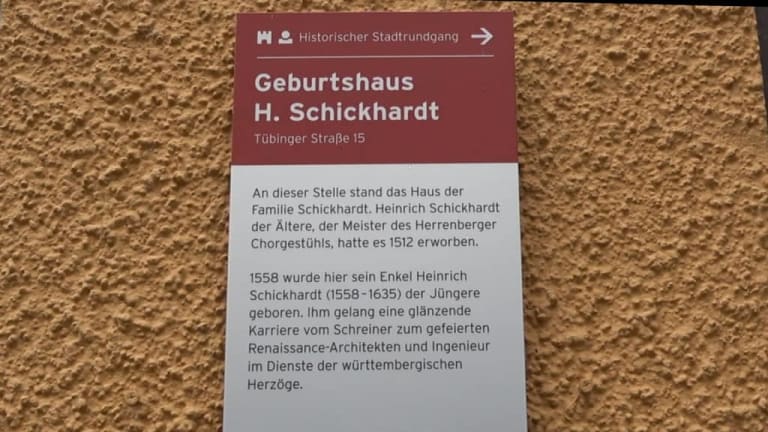 Historischer Stadtrundgang
Geburtshaus
H. Schickhardt
Tübinger Straße 15
An dieser Stelle stand das Haus der
Familie Schickhardt. Heinrich Schickhardt
der Ältere, der Meister des Herrenberger
Chorgestühls, hatte es 1512 erworben.
1558 wurde hier sein Enkel Heinrich
Schickhardt (1558-1635) der Jüngere
geboren. Ihm gelang eine glänzende
Karriere vom Schreiner zum gefeierten
Renaissance-Architekten und Ingenieur
im Dienste der württembergischen
Herzöge.